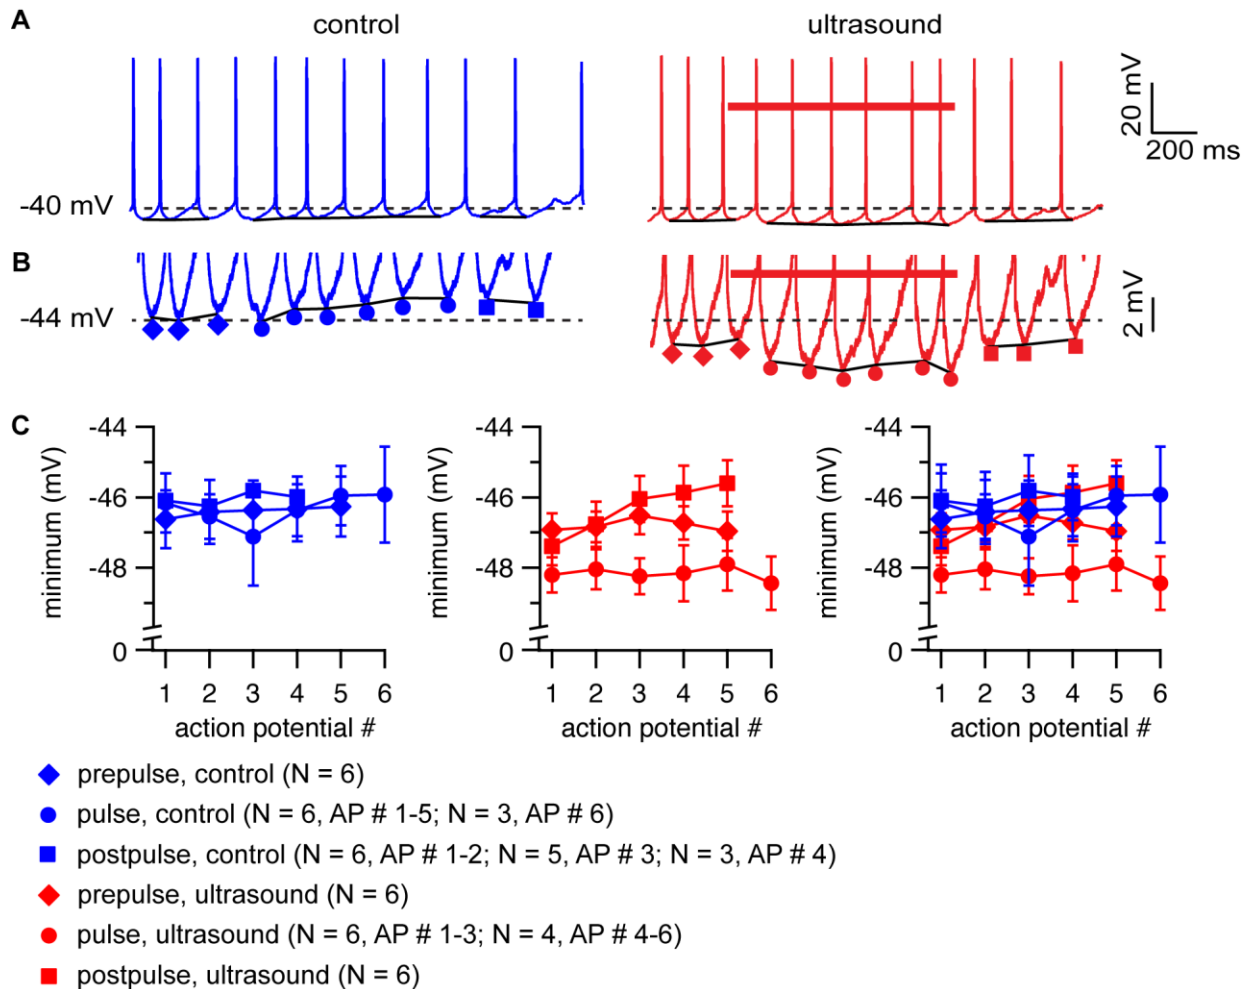 A
control
ultrasound
20 mV
200 ms
-40 mV
B
-44 mV
2 mV
C
minimum (mV)
-44
-46
-48
0
1 2 3 4 5 6
action potential #
minimum (mV)
-44
-46
-48
0
1 2 3 4 5 6
action potential #
minimum (mV)
-44
-46
-48
0
1 2 3 4 5 6
action potential #
prepulse, control (N = 6)
pulse, control (N = 6, AP # 1-5; N = 3, AP # 6)
postpulse, control (N = 6, AP # 1-2; N = 5, AP # 3; N = 3, AP # 4)
prepulse, ultrasound (N = 6)
pulse, ultrasound (N = 6, AP # 1-3; N = 4, AP # 4-6)
postpulse, ultrasound (N = 6)